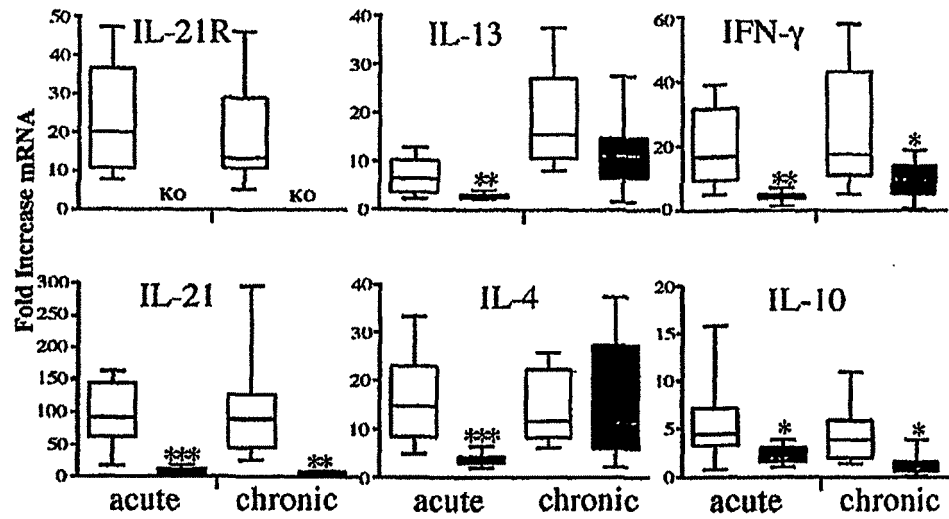 Fold Increase mRNA
IL-21R
50
40
30
20
10
0
KO
KO
IL-13
40
30
20
10
0
**
IFN-γ
60
40
20
0
**
*
IL-21
300
250
200
150
100
50
0
***
**
acute
chronic
IL-4
40
30
20
10
0
***
acute
chronic
IL-10
20
15
10
5
0
*
*
acute
chronic